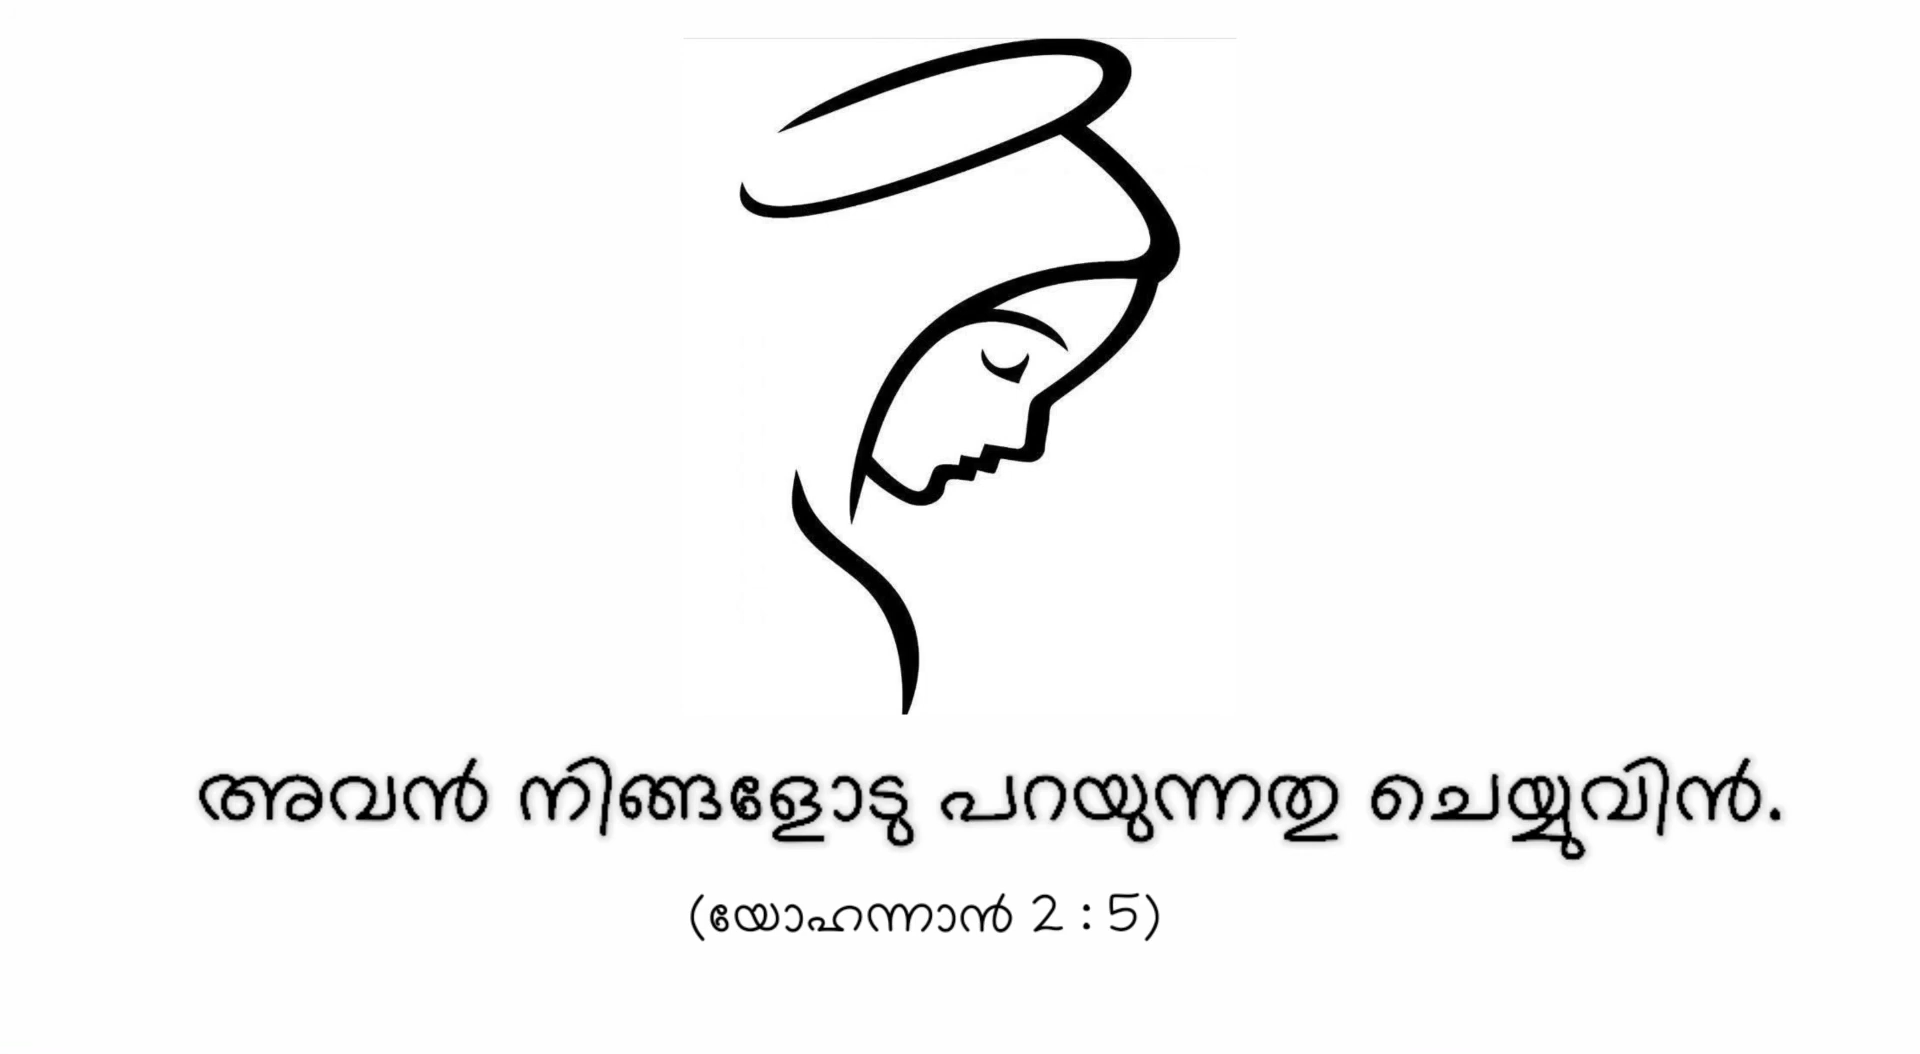 അവൻ നിങ്ങളോടു പറയുന്നതു ചെയ്യുവിൻ.
(യോഹന്നാൻ 2 : 5)